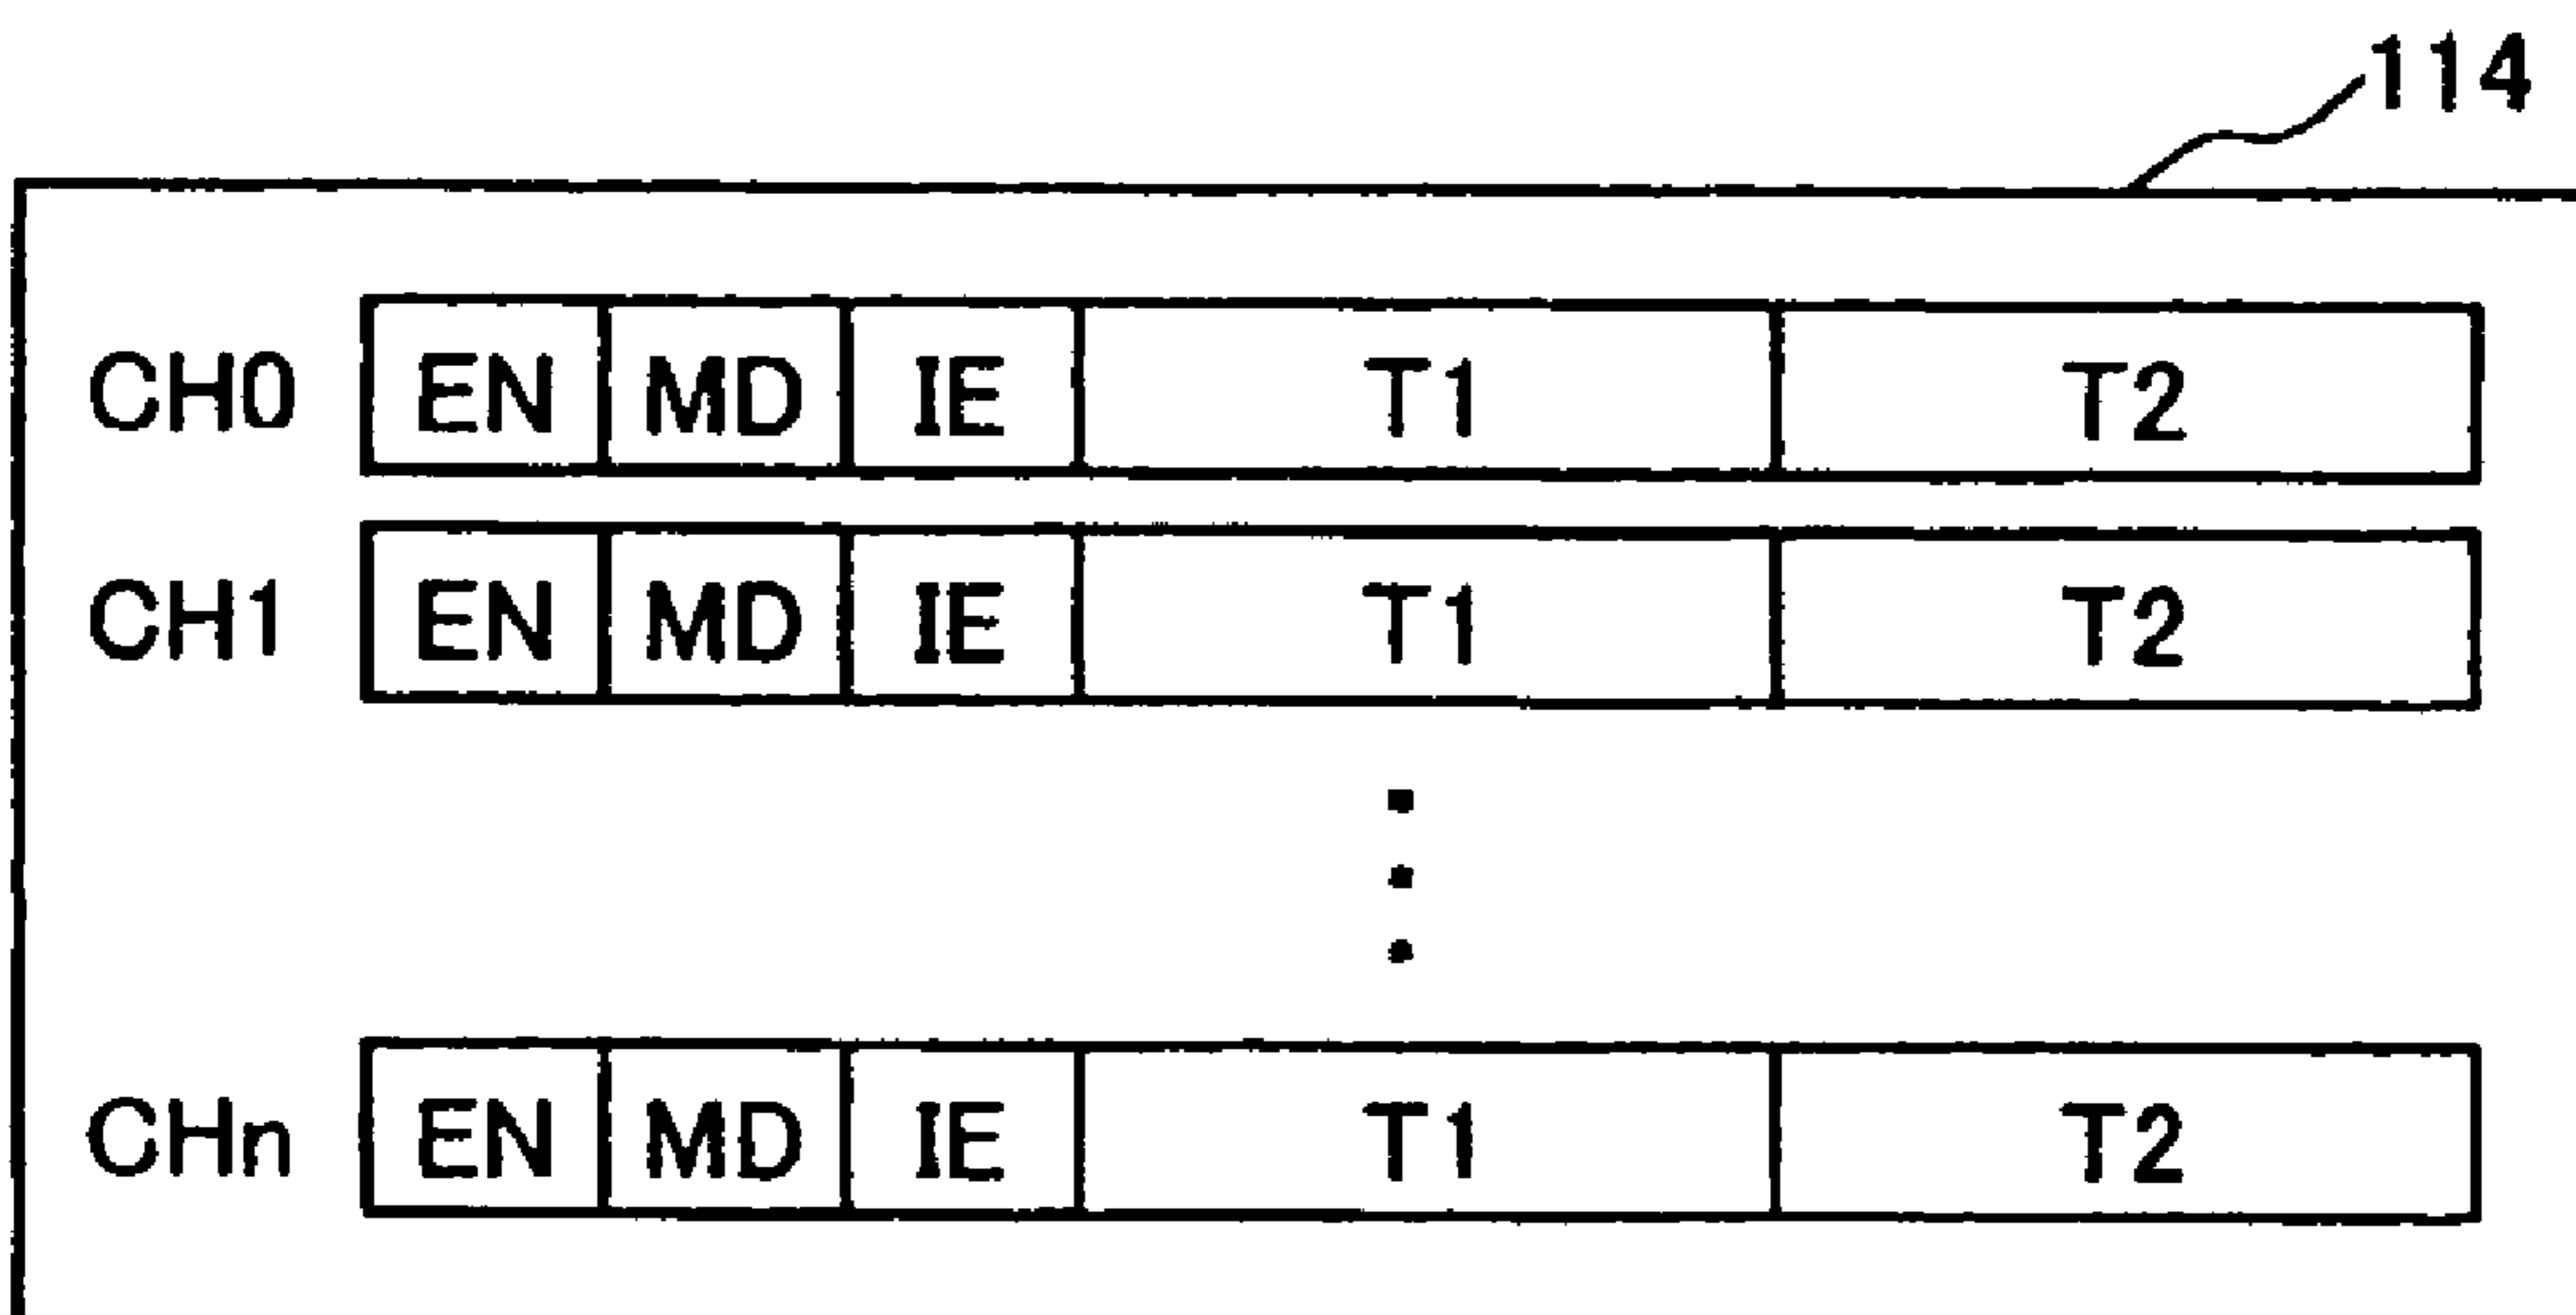 114
CH0 EN MD IE T1 T2
CH1 EN MD IE T1 T2
CHn EN MD IE T1 T2